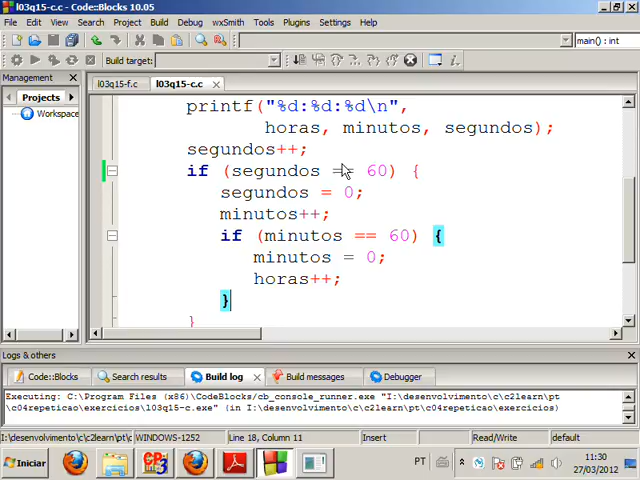 l03q15-c.c - Code::Blocks 10.05
File Edit View Search Project Build Debug wxSmith Tools Plugins Settings Help
Build target: main() : int
Management
Projects
Workspace
l03q15-f.c l03q15-c.c
printf("%d:%d:%d\n",
horas, minutos, segundos);
segundos++;
if (segundos == 60) {
segundos = 0;
minutos++;
if (minutos == 60) {
minutos = 0;
horas++;
}
}
Logs & others
Code::Blocks Search results Build log Build messages Debugger
Executing: C:\Program Files (x86)\CodeBlocks/cb_console_runner.exe "I:\desenvolvimento\c\c2learn\pt
\c04repeticao\exercicios\l03q15-c.exe" (in I:\desenvolvimento\c\c2learn\pt\c04repeticao\exercicios)
I:\desenvolvimento\c\c2learn\pt\c WINDOWS-1252 Line 18, Column 11 Insert Read/Write default
Iniciar PT 11:30
27/03/2012